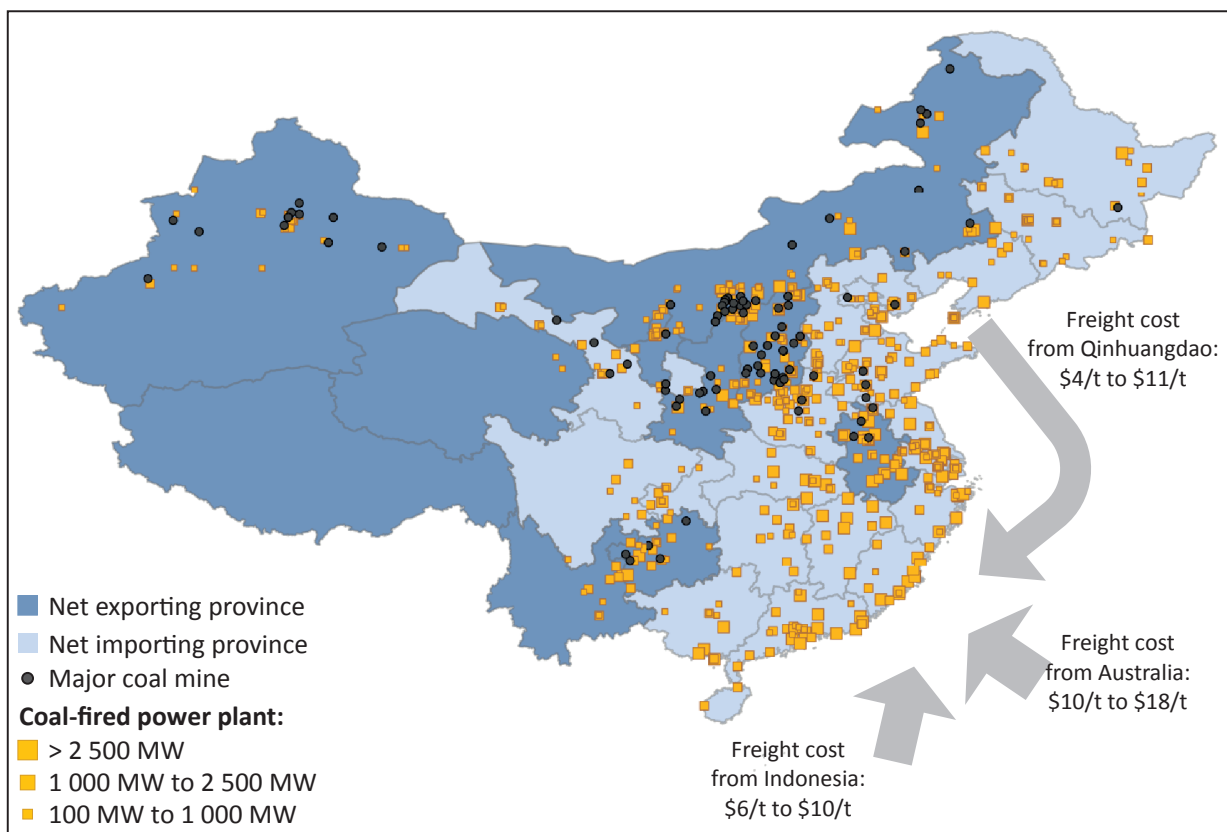 Freight cost
from Qinhuangdao:
$4/t to $11/t
Net exporting province
Net importing province
Major coal mine
Coal-fired power plant:
> 2 500 MW
1 000 MW to 2 500 MW
100 MW to 1 000 MW
Freight cost
from Australia:
$10/t to $18/t
Freight cost
from Indonesia:
$6/t to $10/t